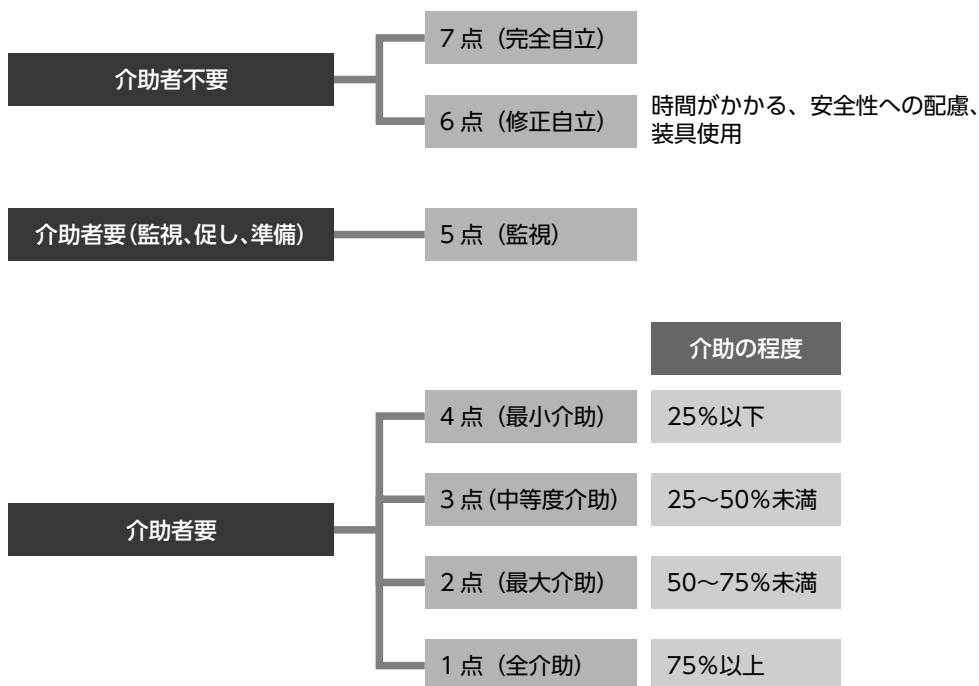 7点（完全自立）
介助者不要
6点（修正自立）
時間がかかる、安全性への配慮、
装具使用
介助者要（監視、促し、準備）
5点（監視）
介助の程度
4点（最小介助）
25％以下
3点（中等度介助）
25〜50％未満
介助者要
2点（最大介助）
50〜75％未満
1点（全介助）
75％以上